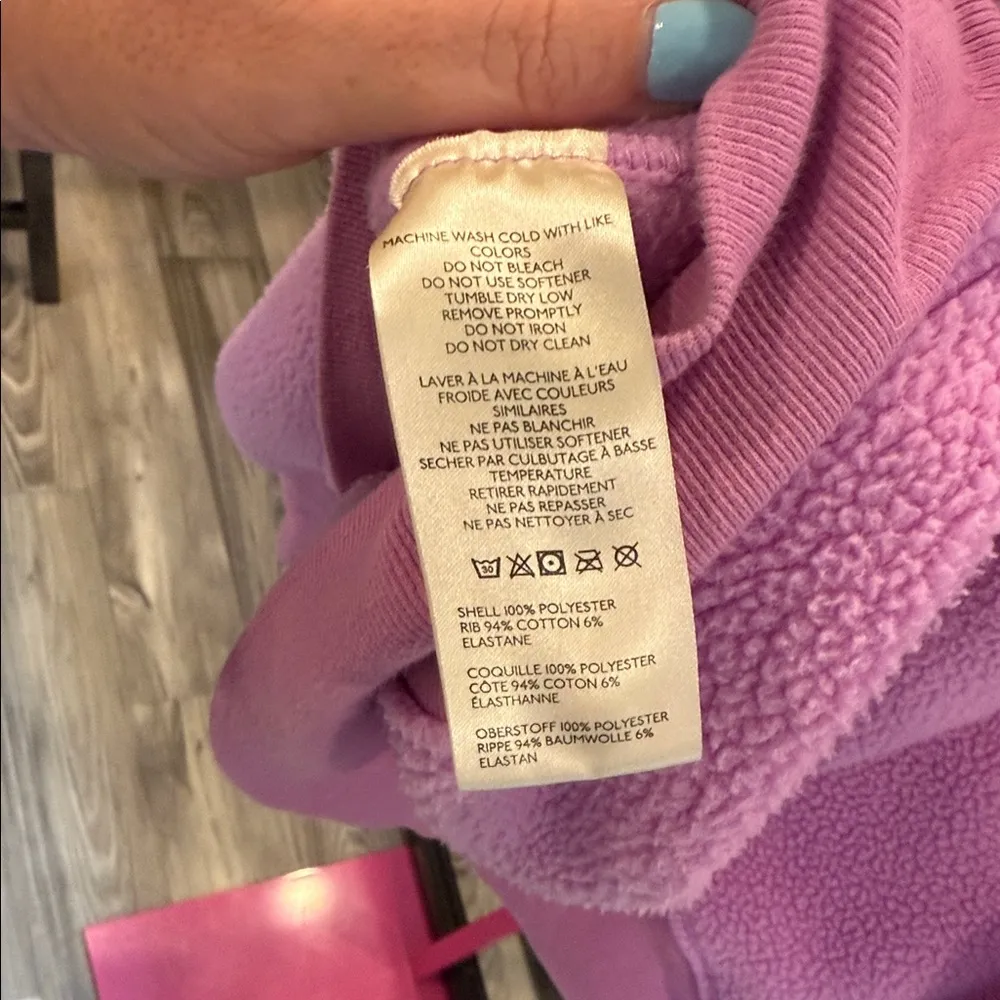 MACHINE WASH COLD WITH LIKE
COLORS
DO NOT BLEACH
DO NOT USE SOFTENER
TUMBLE DRY LOW
REMOVE PROMPTLY
DO NOT IRON
DO NOT DRY CLEAN
LAVER À LA MACHINE À L'EAU
FROIDE AVEC COULEURS
SIMILAIRES
NE PAS BLANCHIR
NE PAS UTILISER SOFTENER
SECHER PAR CULBUTAGE À BASSE
TEMPERATURE
RETIRER RAPIDEMENT
NE PAS REPASSER
NE PAS NETTOYER À SEC
30
SHELL 100% POLYESTER
RIB 94% COTTON 6%
ELASTANE
COQUILLE 100% POLYESTER
CÔTE 94% COTON 6%
ÉLASTHANNE
OBERSTOFF 100% POLYESTER
RIPPE 94% BAUMWOLLE 6%
ELASTAN